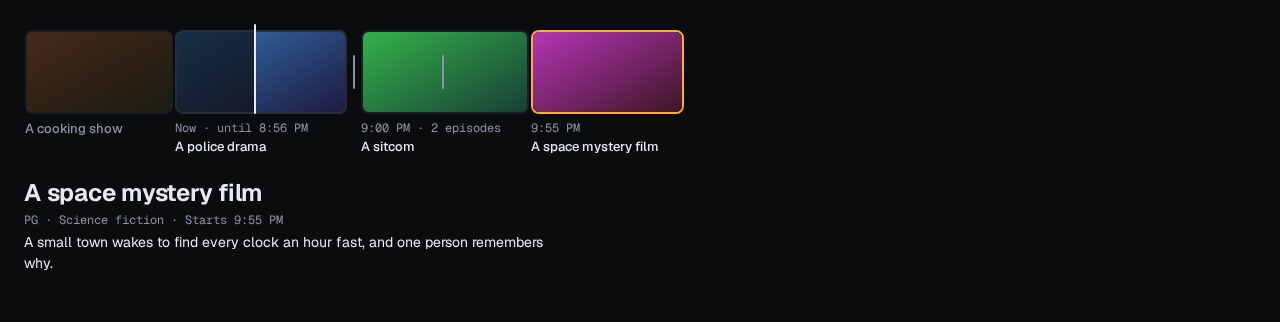 A cooking show
Now · until 8:56 PM
A police drama
9:00 PM · 2 episodes
A sitcom
9:55 PM
A space mystery film
A space mystery film
PG · Science fiction · Starts 9:55 PM
A small town wakes to find every clock an hour fast, and one person remembers
why.